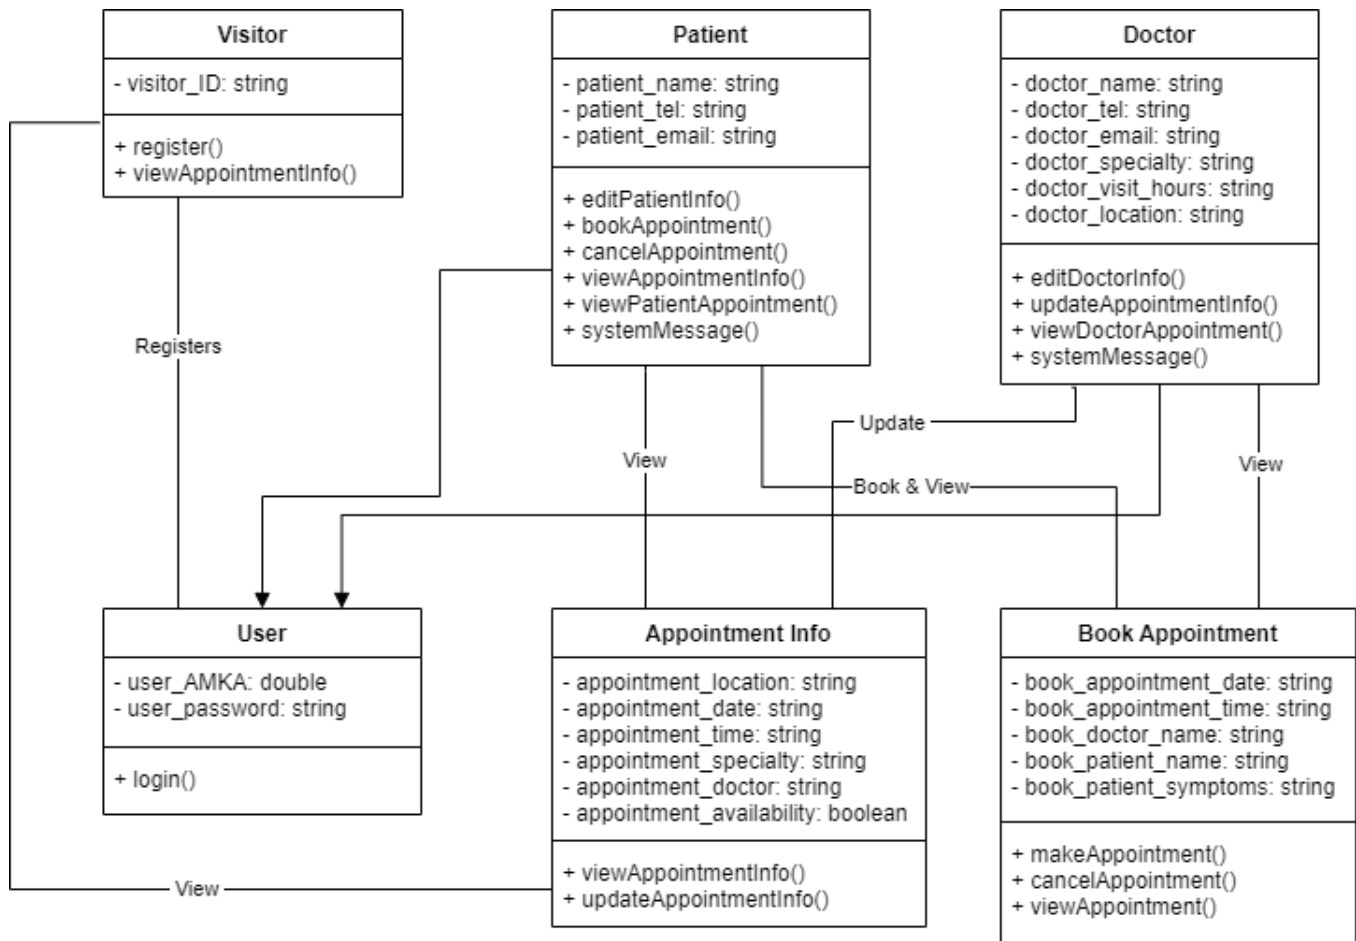 Visitor
- visitor_ID: string
+ register()
+ viewAppointmentInfo()
Patient
- patient_name: string
- patient_tel: string
- patient_email: string
+ editPatientInfo()
+ bookAppointment()
+ cancelAppointment()
+ viewAppointmentInfo()
+ viewPatientAppointment()
+ systemMessage()
Doctor
- doctor_name: string
- doctor_tel: string
- doctor_email: string
- doctor_specialty: string
- doctor_visit_hours: string
- doctor_location: string
+ editDoctorInfo()
+ updateAppointmentInfo()
+ viewDoctorAppointment()
+ systemMessage()
Registers
View
Update
Book & View
View
User
- user_AMKA: double
- user_password: string
+ login()
Appointment Info
- appointment_location: string
- appointment_date: string
- appointment_time: string
- appointment_specialty: string
- appointment_doctor: string
- appointment_availability: boolean
+ viewAppointmentInfo()
+ updateAppointmentInfo()
Book Appointment
- book_appointment_date: string
- book_appointment_time: string
- book_doctor_name: string
- book_patient_name: string
- book_patient_symptoms: string
+ makeAppointment()
+ cancelAppointment()
+ viewAppointment()
View